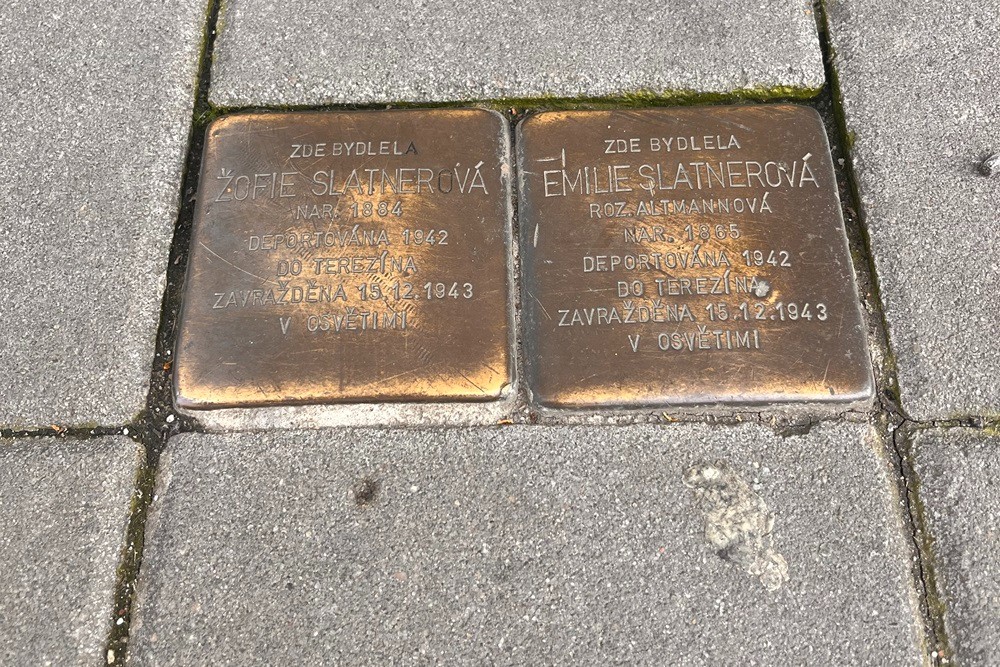 ZDE BYDLELA
ŽOFIE SLATNEROVÁ
NAR. 1884
DEPORTOVÁNA 1942
DO TEREZÍNA
ZAVRAŽDĚNA 15.12.1943
V OSVĚTIMI
ZDE BYDLELA
EMILIE SLATNEROVÁ
ROZ. ALTMANNOVÁ
NAR. 1865
DEPORTOVÁNA 1942
DO TEREZÍNA
ZAVRAŽDĚNA 15.12.1943
V OSVĚTIMI